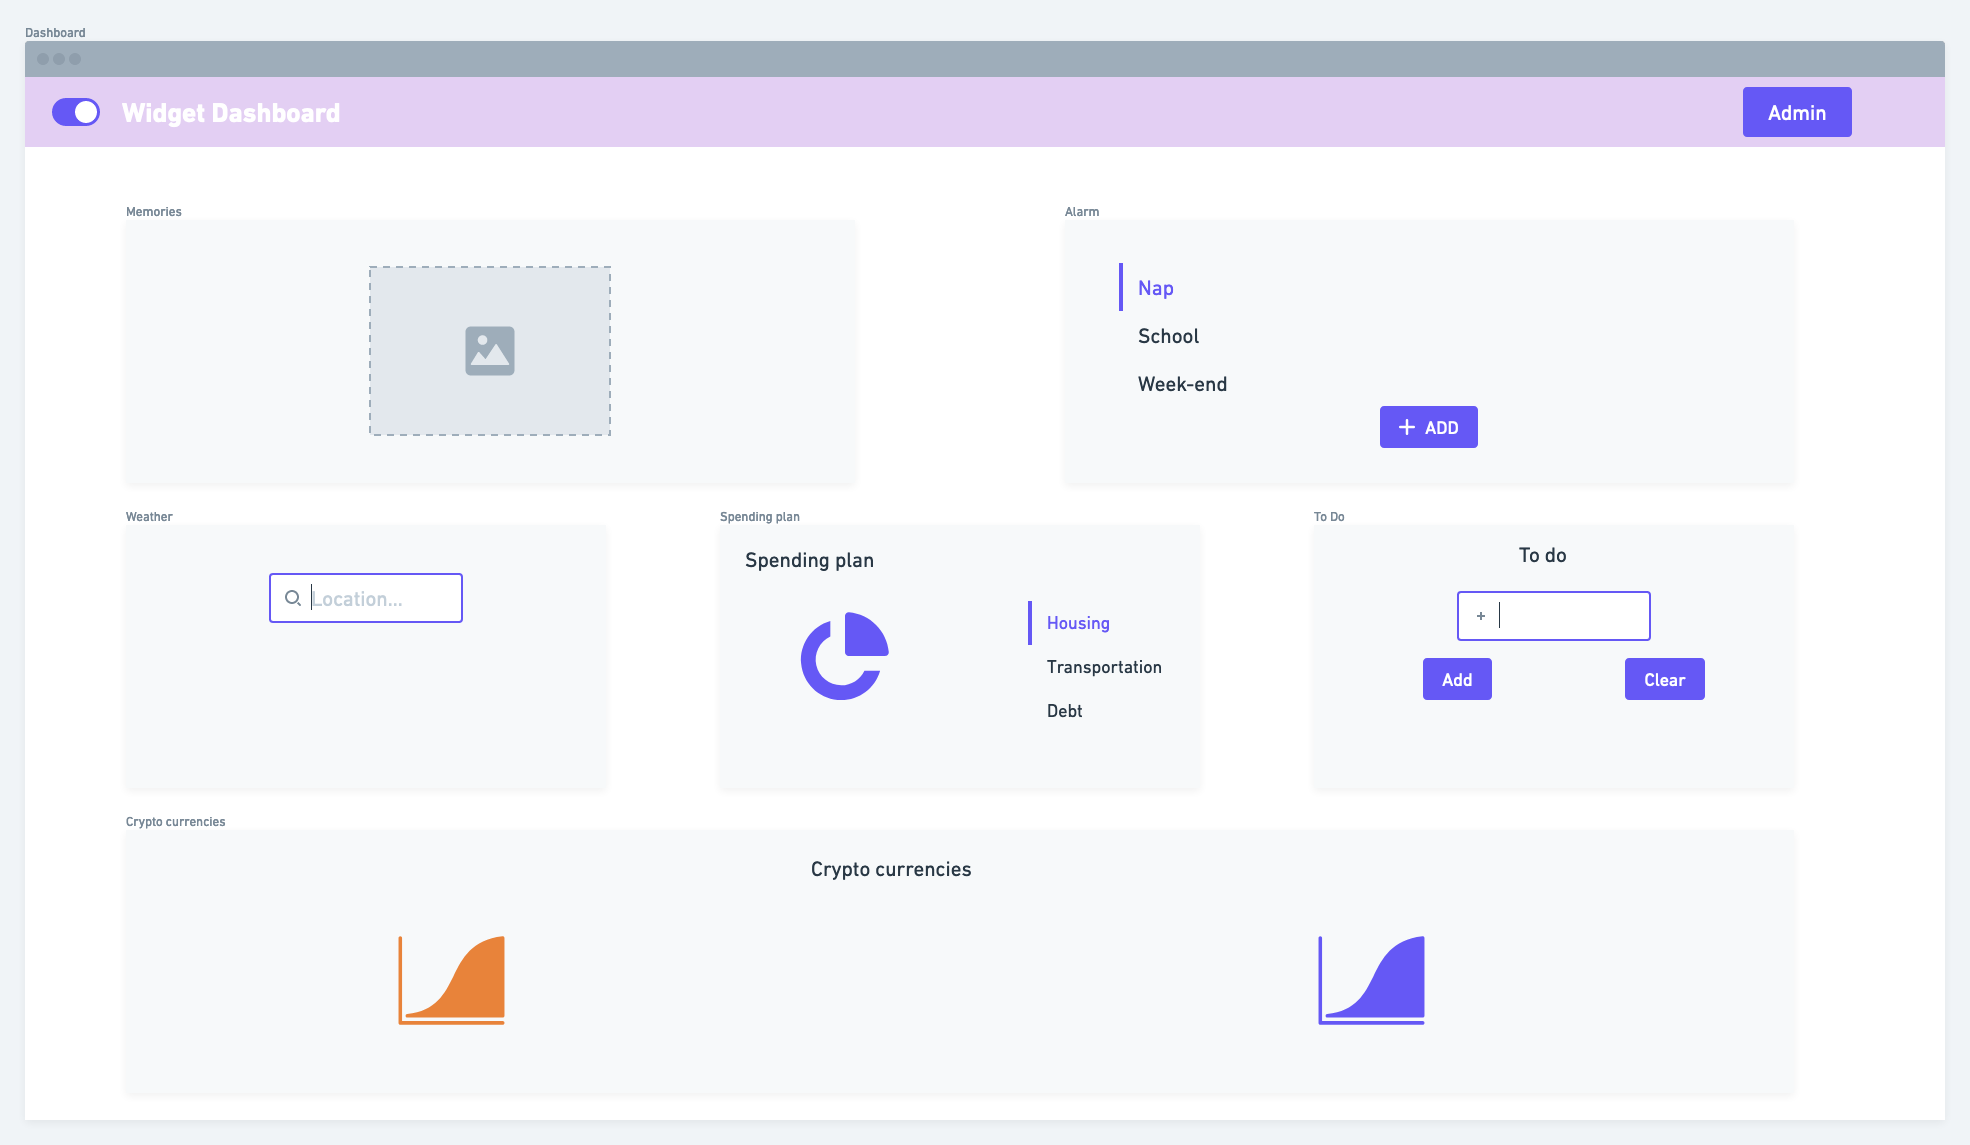 Dashboard
Widget Dashboard
Admin
Memories
Alarm
Nap
School
Week-end
+ ADD
Weather
Location...
Spending plan
Spending plan
Housing
Transportation
Debt
To Do
To do
+
Add
Clear
Crypto currencies
Crypto currencies